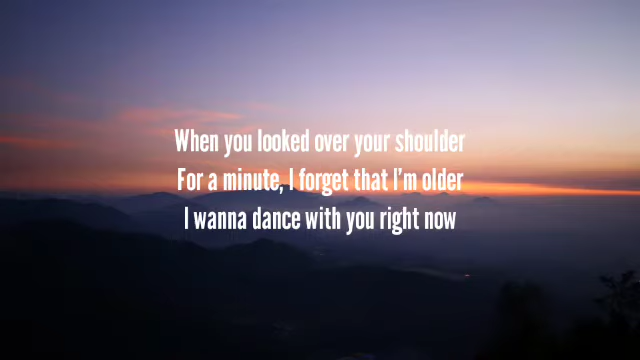 When you looked over your shoulder
For a minute, I forget that I'm older
I wanna dance with you right now